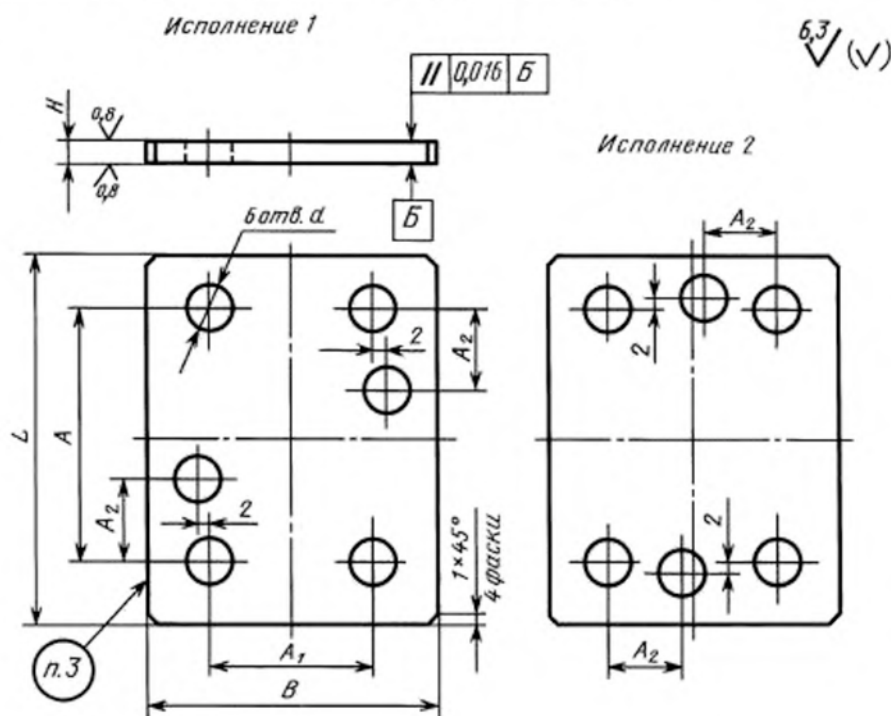 Исполнение 1
6,3 (√)
// 0,016 Б
H
0,8
0,8
Исполнение 2
Б
6 отв. d
A₂
2
A₂
2
L
A
A₂
2
2
1×45°
4 фаски
п.3
A₁
A₂
B